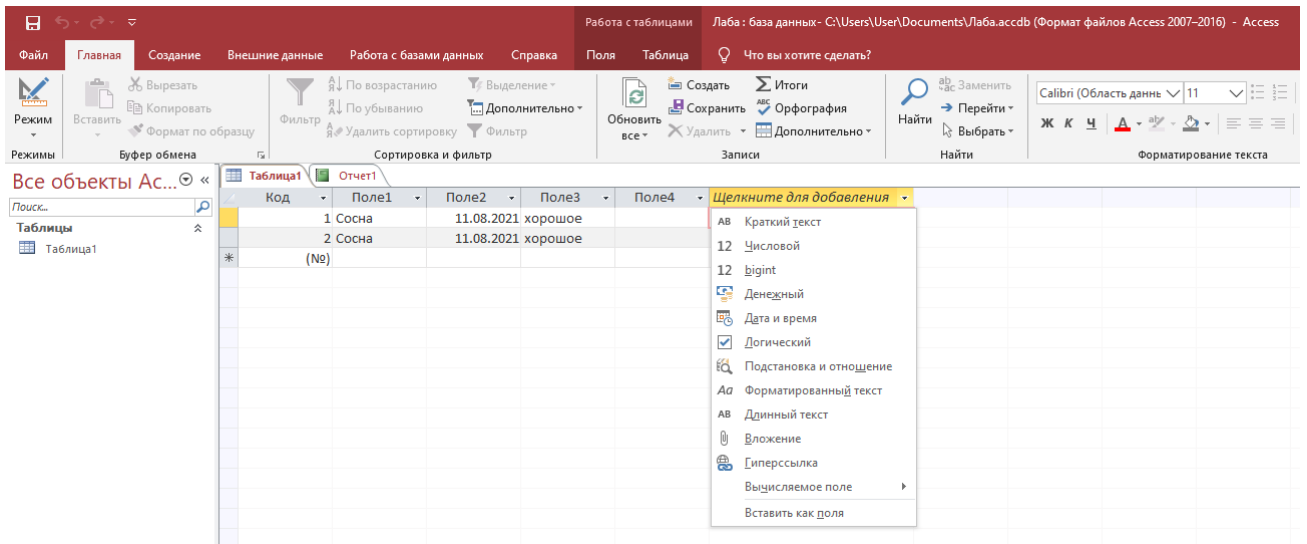 Работа с таблицами Лаба : база данных- C:\Users\User\Documents\Лаба.accdb (Формат файлов Access 2007–2016) - Access
Файл Главная Создание Внешние данные Работа с базами данных Справка Поля Таблица Что вы хотите сделать?
Режим
Вставить
Вырезать
Копировать
Формат по образцу
Фильтр
По возрастанию
По убыванию
Удалить сортировку
Выделение
Дополнительно
Фильтр
Обновить
все
Создать
Сохранить
Удалить
Итоги
Орфография
Дополнительно
Найти
Заменить
Перейти
Выбрать
Calibri (Область даннь 11
Ж К Ч
Режимы Буфер обмена Сортировка и фильтр Записи Найти Форматирование текста
Все объекты Ac...
Поиск...
Таблицы
Таблица1
Таблица1 Отчет1
Код Поле1 Поле2 Поле3 Поле4 Щелкните для добавления
1 Сосна 11.08.2021 хорошое
2 Сосна 11.08.2021 хорошое
(№)
AB Краткий текст
12 Числовой
12 bigint
Денежный
Дата и время
Логический
Подстановка и отношение
Aa Форматированный текст
AB Длинный текст
Вложение
Гиперссылка
Вычисляемое поле
Вставить как поля